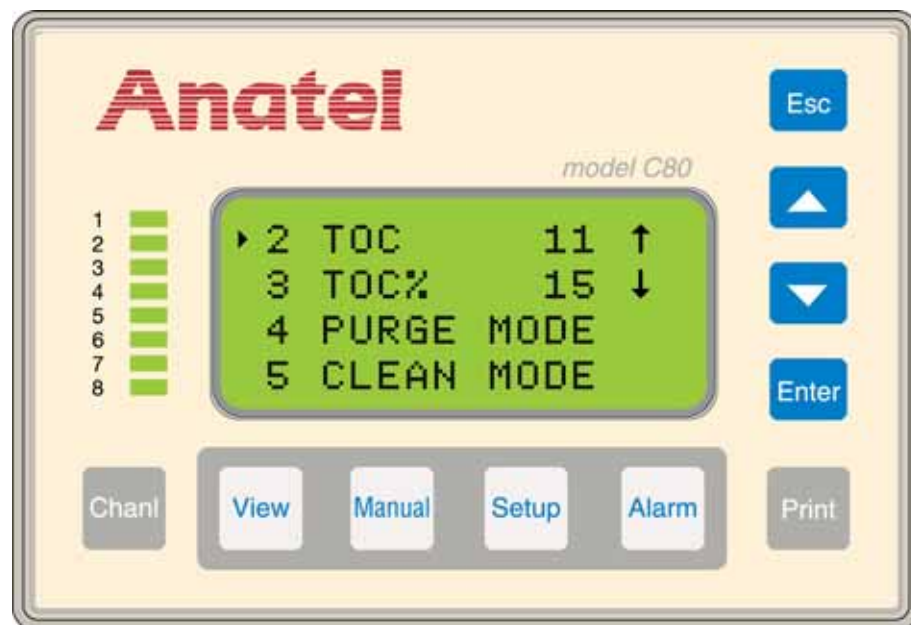 Anatel
model C80
Esc
1
2
3
4
5
6
7
8
2 TOC 11 ↑
3 TOC% 15 ↓
4 PURGE MODE
5 CLEAN MODE
Enter
Chanl
View
Manual
Setup
Alarm
Print